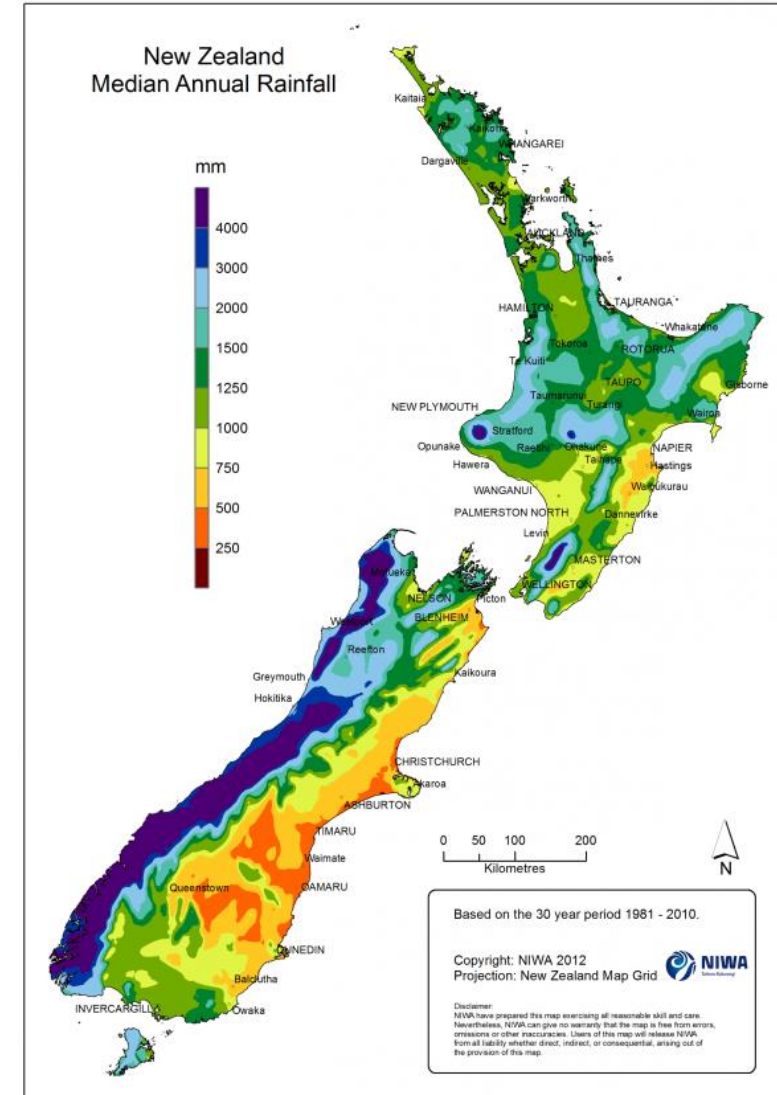 New Zealand
Median Annual Rainfall
mm
4000
3000
2000
1500
1250
1000
750
500
250
Kaitaia
Kaikohe
WHANGAREI
Dargaville
Warkworth
AUCKLAND
Thames
HAMILTON
TAURANGA
Whakatane
Tokoroa
ROTORUA
Te Kuiti
TAUPO
Gisborne
Taumarunui
Turangi
NEW PLYMOUTH
Wairoa
Stratford
Opunake
Raetihi
Ohakune
NAPIER
Hawera
Taihape
Hastings
WANGANUI
Waipukurau
PALMERSTON NORTH
Dannevirke
Levin
MASTERTON
WELLINGTON
Motueka
NELSON
Picton
Westport
BLENHEIM
Reefton
Greymouth
Kaikoura
Hokitika
CHRISTCHURCH
Akaroa
ASHBURTON
TIMARU
Waimate
Queenstown
OAMARU
DUNEDIN
Balclutha
INVERCARGILL
Owaka
0 50 100 200
Kilometres
N
Based on the 30 year period 1981 - 2010.
Copyright: NIWA 2012
Projection: New Zealand Map Grid
NIWA
Taihoro Nukurangi
Disclaimer:
NIWA have prepared this map exercising all reasonable skill and care.
Nevertheless, NIWA can give no warranty that the map is free from errors,
omissions or other inaccuracies. Users of this map will release NIWA
from all liability whether direct, indirect, or consequential, arising out of
the provision of this map.